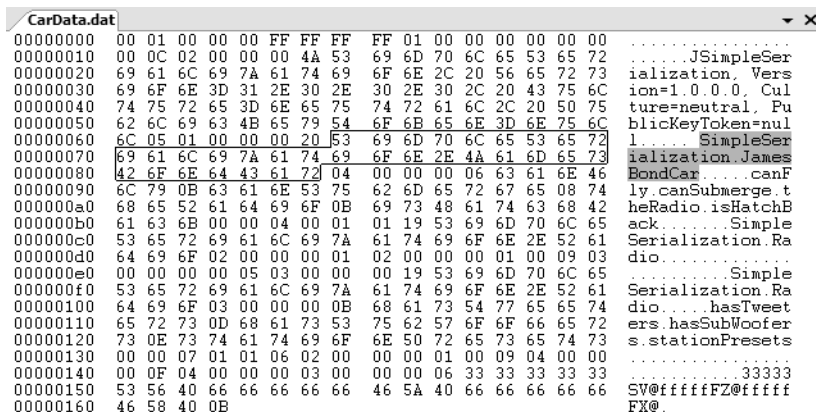 CarData.dat
00000000 00 01 00 00 00 FF FF FF FF 01 00 00 00 00 00 00 ................
00000010 00 0C 02 00 00 00 4A 53 69 6D 70 6C 65 53 65 72 ......JSimpleSer
00000020 69 61 6C 69 7A 61 74 69 6F 6E 2C 20 56 65 72 73 ialization, Vers
00000030 69 6F 6E 3D 31 2E 30 2E 30 2E 30 2C 20 43 75 6C ion=1.0.0.0, Cul
00000040 74 75 72 65 3D 6E 65 75 74 72 61 6C 2C 20 50 75 ture=neutral, Pu
00000050 62 6C 69 63 4B 65 79 54 6F 6B 65 6E 3D 6E 75 6C blicKeyToken=nul
00000060 6C 05 01 00 00 00 20 53 69 6D 70 6C 65 53 65 72 l..... SimpleSer
00000070 69 61 6C 69 7A 61 74 69 6F 6E 2E 4A 61 6D 65 73 ialization.James
00000080 42 6F 6E 64 43 61 72 04 00 00 00 06 63 61 6E 46 BondCar.....canF
00000090 6C 79 0B 63 61 6E 53 75 62 6D 65 72 67 65 08 74 ly.canSubmerge.t
000000a0 68 65 52 61 64 69 6F 0B 69 73 48 61 74 63 68 42 heRadio.isHatchB
000000b0 61 63 6B 00 00 04 00 01 01 19 53 69 6D 70 6C 65 ack.......Simple
000000c0 53 65 72 69 61 6C 69 7A 61 74 69 6F 6E 2E 52 61 Serialization.Ra
000000d0 64 69 6F 02 00 00 00 01 02 00 00 00 01 00 09 03 dio.............
000000e0 00 00 00 00 05 03 00 00 00 19 53 69 6D 70 6C 65 ..........Simple
000000f0 53 65 72 69 61 6C 69 7A 61 74 69 6F 6E 2E 52 61 Serialization.Ra
00000100 64 69 6F 03 00 00 00 0B 68 61 73 54 77 65 65 74 dio.....hasTweet
00000110 65 72 73 0D 68 61 73 53 75 62 57 6F 6F 66 65 72 ers.hasSubWoofer
00000120 73 0E 73 74 61 74 69 6F 6E 50 72 65 73 65 74 73 s.stationPresets
00000130 00 00 07 01 01 06 02 00 00 00 01 00 09 04 00 00 ................
00000140 00 0F 04 00 00 00 03 00 00 00 06 33 33 33 33 33 ...........33333
00000150 53 56 40 66 66 66 66 66 46 5A 40 66 66 66 66 66 SV@fffffFZ@fffff
00000160 46 58 40 0B FX@.